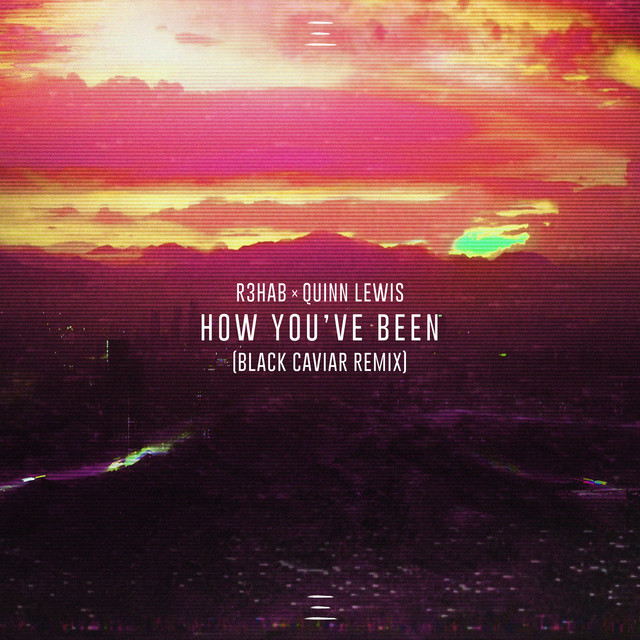 R3HAB × QUINN LEWIS
HOW YOU'VE BEEN
(BLACK CAVIAR REMIX)